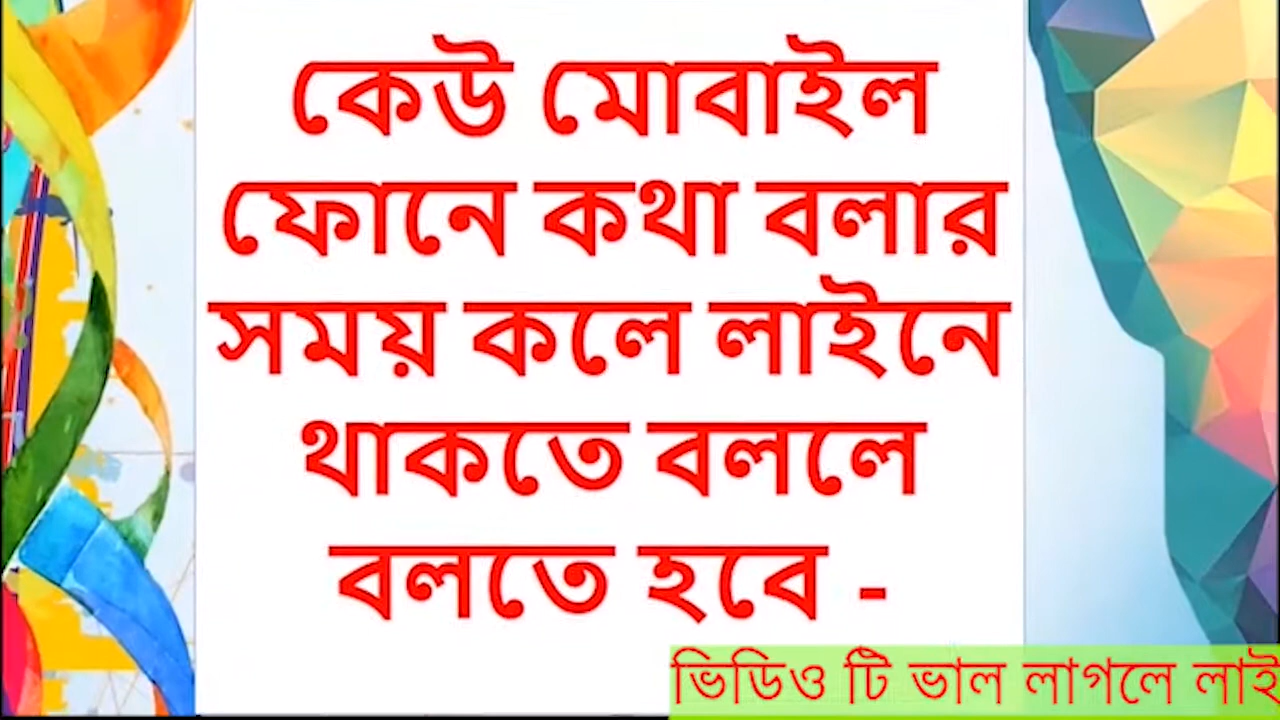 কেউ মোবাইল
ফোনে কথা বলার
সময় কলে লাইনে
থাকতে বললে
বলতে হবে -
ভিডিও টি ভাল লাগলে লাই